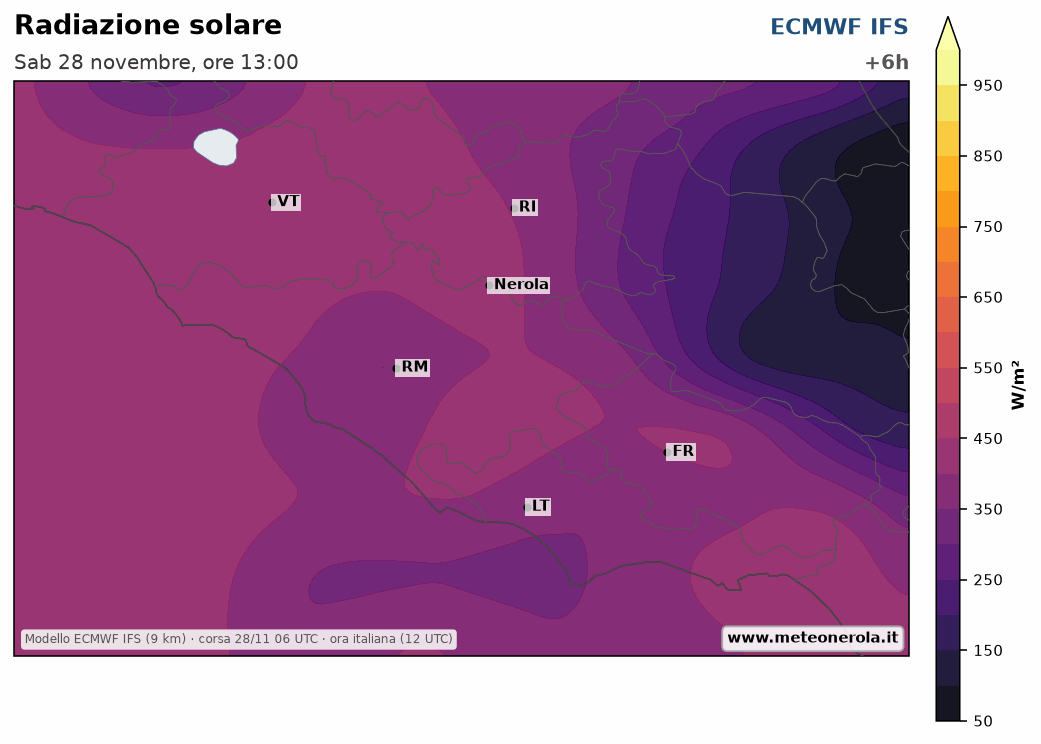 Radiazione solare
ECMWF IFS
Sab 28 novembre, ore 13:00
+6h
VT
RI
Nerola
RM
FR
LT
950
850
750
650
550
450
350
250
150
50
W/m²
Modello ECMWF IFS (9 km) · corsa 28/11 06 UTC · ora italiana (12 UTC)
www.meteonerola.it